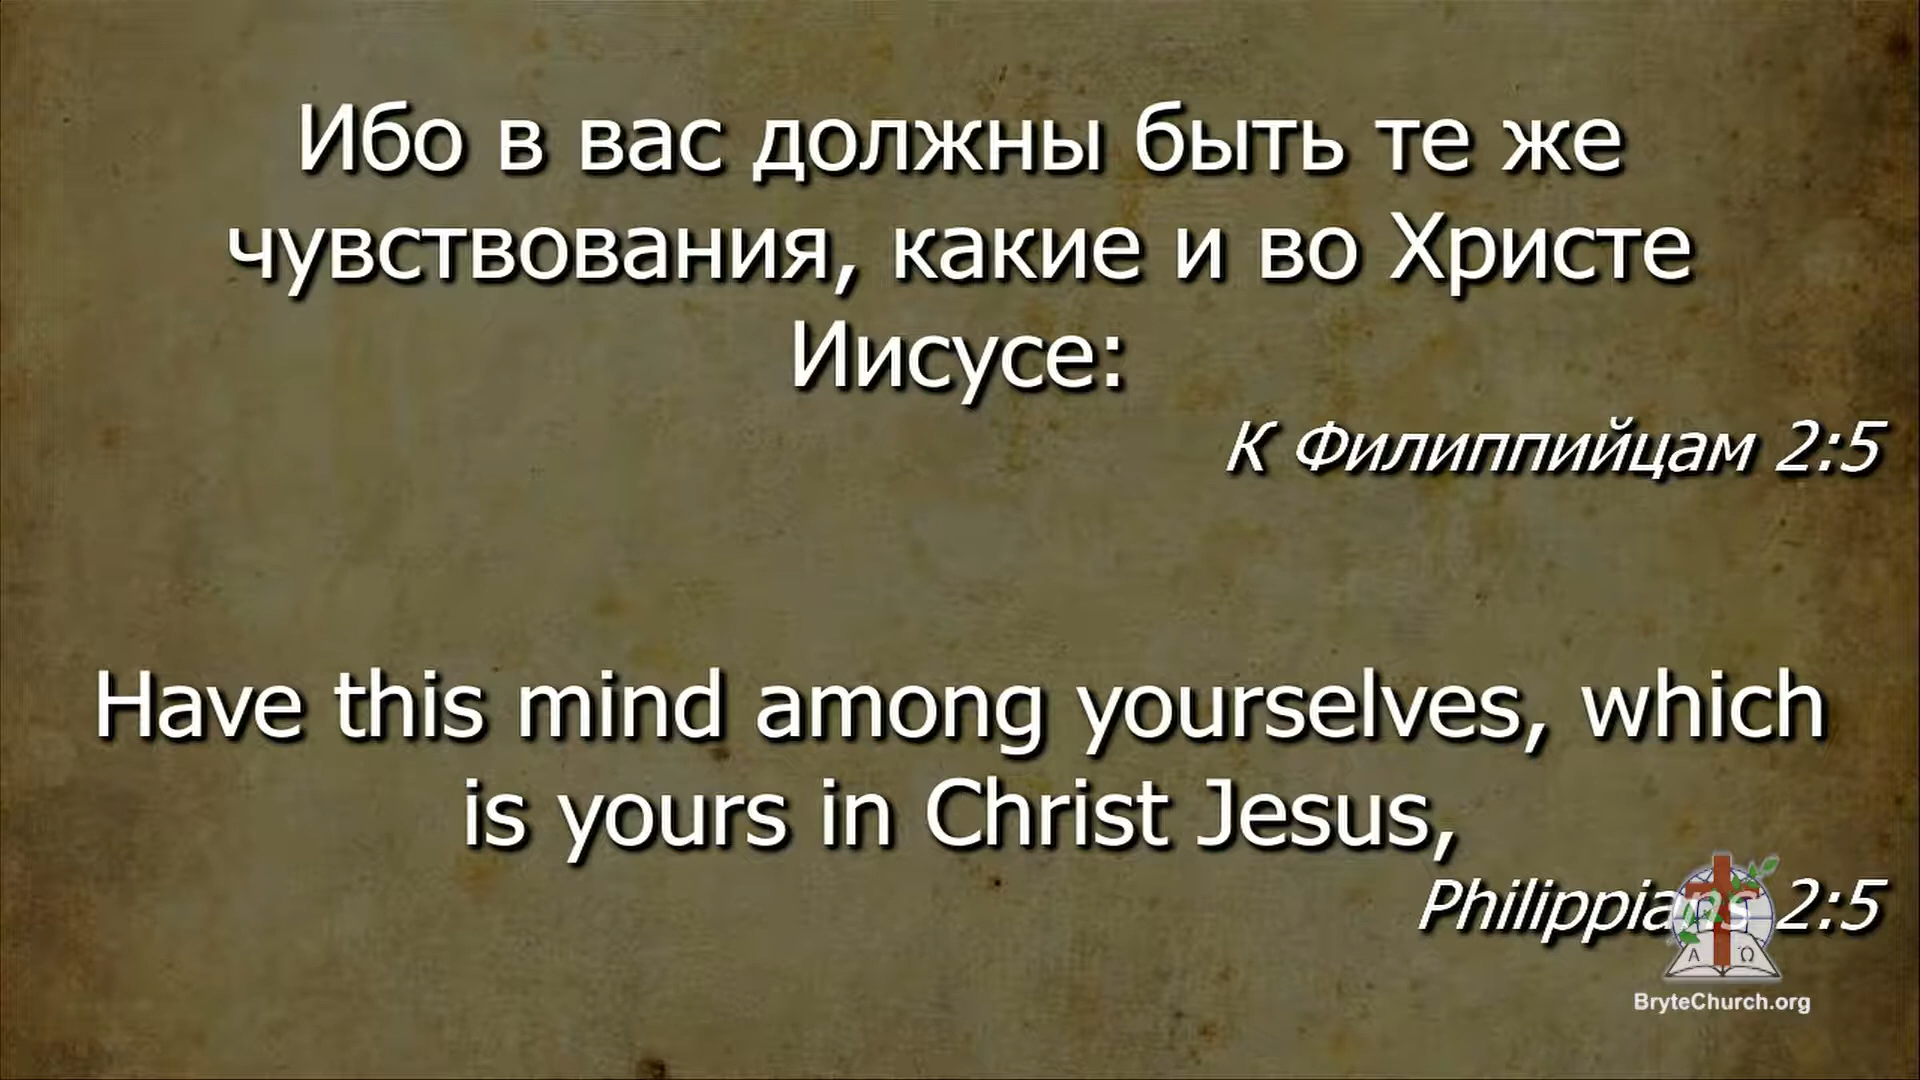 Ибо в вас должны быть те же
чувствования, какие и во Христе
Иисусе:
К Филиппийцам 2:5
Have this mind among yourselves, which
is yours in Christ Jesus,
Philippians 2:5
Α Ω
BryteChurch.org